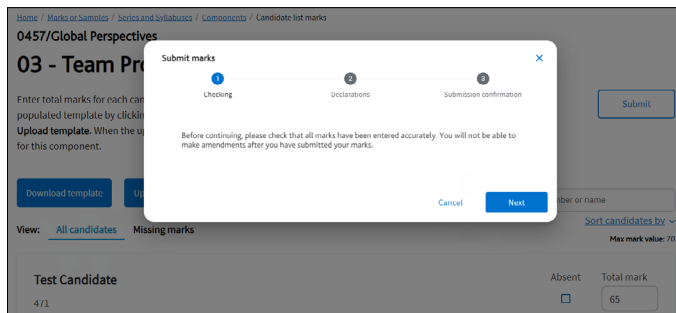 Home / Marks or Samples / Series and Syllabuses / Components / Candidate list marks
0457/Global Perspectives
03 - Team Pro
Enter total marks for each can
populated template by clickin
Upload template. When the up
for this component.
Submit
Submit marks
1 2 3
Checking Declarations Submission confirmation
Before continuing, please check that all marks have been entered accurately. You will not be able to
make amendments after you have submitted your marks.
Cancel Next
Download template Up
mber or name
Sort candidates by
View: All candidates Missing marks
Max mark value: 70
Test Candidate Absent Total mark
471 65